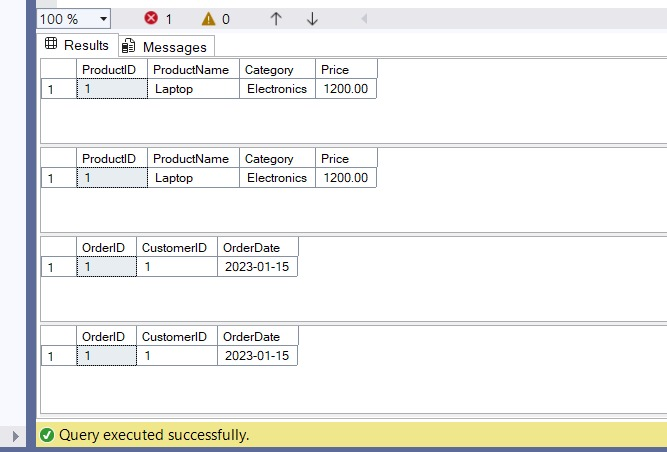 100 % 1 0
Results Messages
ProductID ProductName Category Price
1 1 Laptop Electronics 1200.00
ProductID ProductName Category Price
1 1 Laptop Electronics 1200.00
OrderID CustomerID OrderDate
1 1 1 2023-01-15
OrderID CustomerID OrderDate
1 1 1 2023-01-15
Query executed successfully.